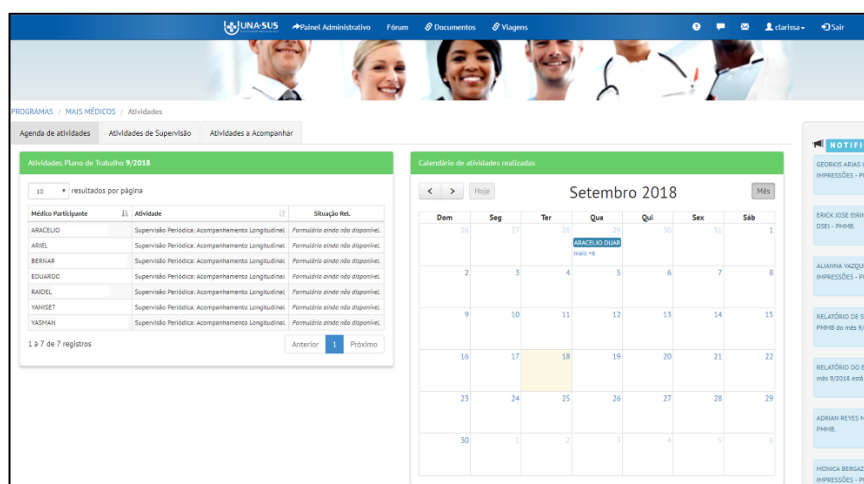 UNA-SUS Painel Administrativo Fórum Documentos Viagens clarissa Sair
PROGRAMAS / MAIS MÉDICOS / Atividades
Agenda de atividades Atividades de Supervisão Atividades a Acompanhar
Atividades Plano de Trabalho 9/2018
10 resultados por página
Médico Participante Atividade Situação Rel.
ARACELIO Supervisão Periódica: Acompanhamento Longitudinal Formulário ainda não disponível.
ARIEL Supervisão Periódica: Acompanhamento Longitudinal Formulário ainda não disponível.
BERNAR Supervisão Periódica: Acompanhamento Longitudinal Formulário ainda não disponível.
EDUARDO Supervisão Periódica: Acompanhamento Longitudinal Formulário ainda não disponível.
RAIDEL Supervisão Periódica: Acompanhamento Longitudinal Formulário ainda não disponível.
YANISET Supervisão Periódica: Acompanhamento Longitudinal Formulário ainda não disponível.
YASMAN Supervisão Periódica: Acompanhamento Longitudinal Formulário ainda não disponível.
1 à 7 de 7 registros
Anterior 1 Próximo
Calendário de atividades realizadas
< > Hoje Setembro 2018 Mês
Dom Seg Ter Qua Qui Sex Sáb
26 27 28 29 30 31 1
ARACELIO DUAR
mais +6
2 3 4 5 6 7 8
9 10 11 12 13 14 15
16 17 18 19 20 21 22
23 24 25 26 27 28 29
30 1 2 3 4 5 6
NOTIFI
GEORKIS ARIAS
IMPRESSÕES - P
ERICK JOSE
DSEI - PMMB.
ALIANNA VAZQU
IMPRESSÕES - P
RELATÓRIO DE S
PMMB do mês 9/
RELATÓRIO DO E
mês 9/2018 está
ADRIAN REYES
PMMB.
MONICA BERGAZ
IMPRESSÕES - P